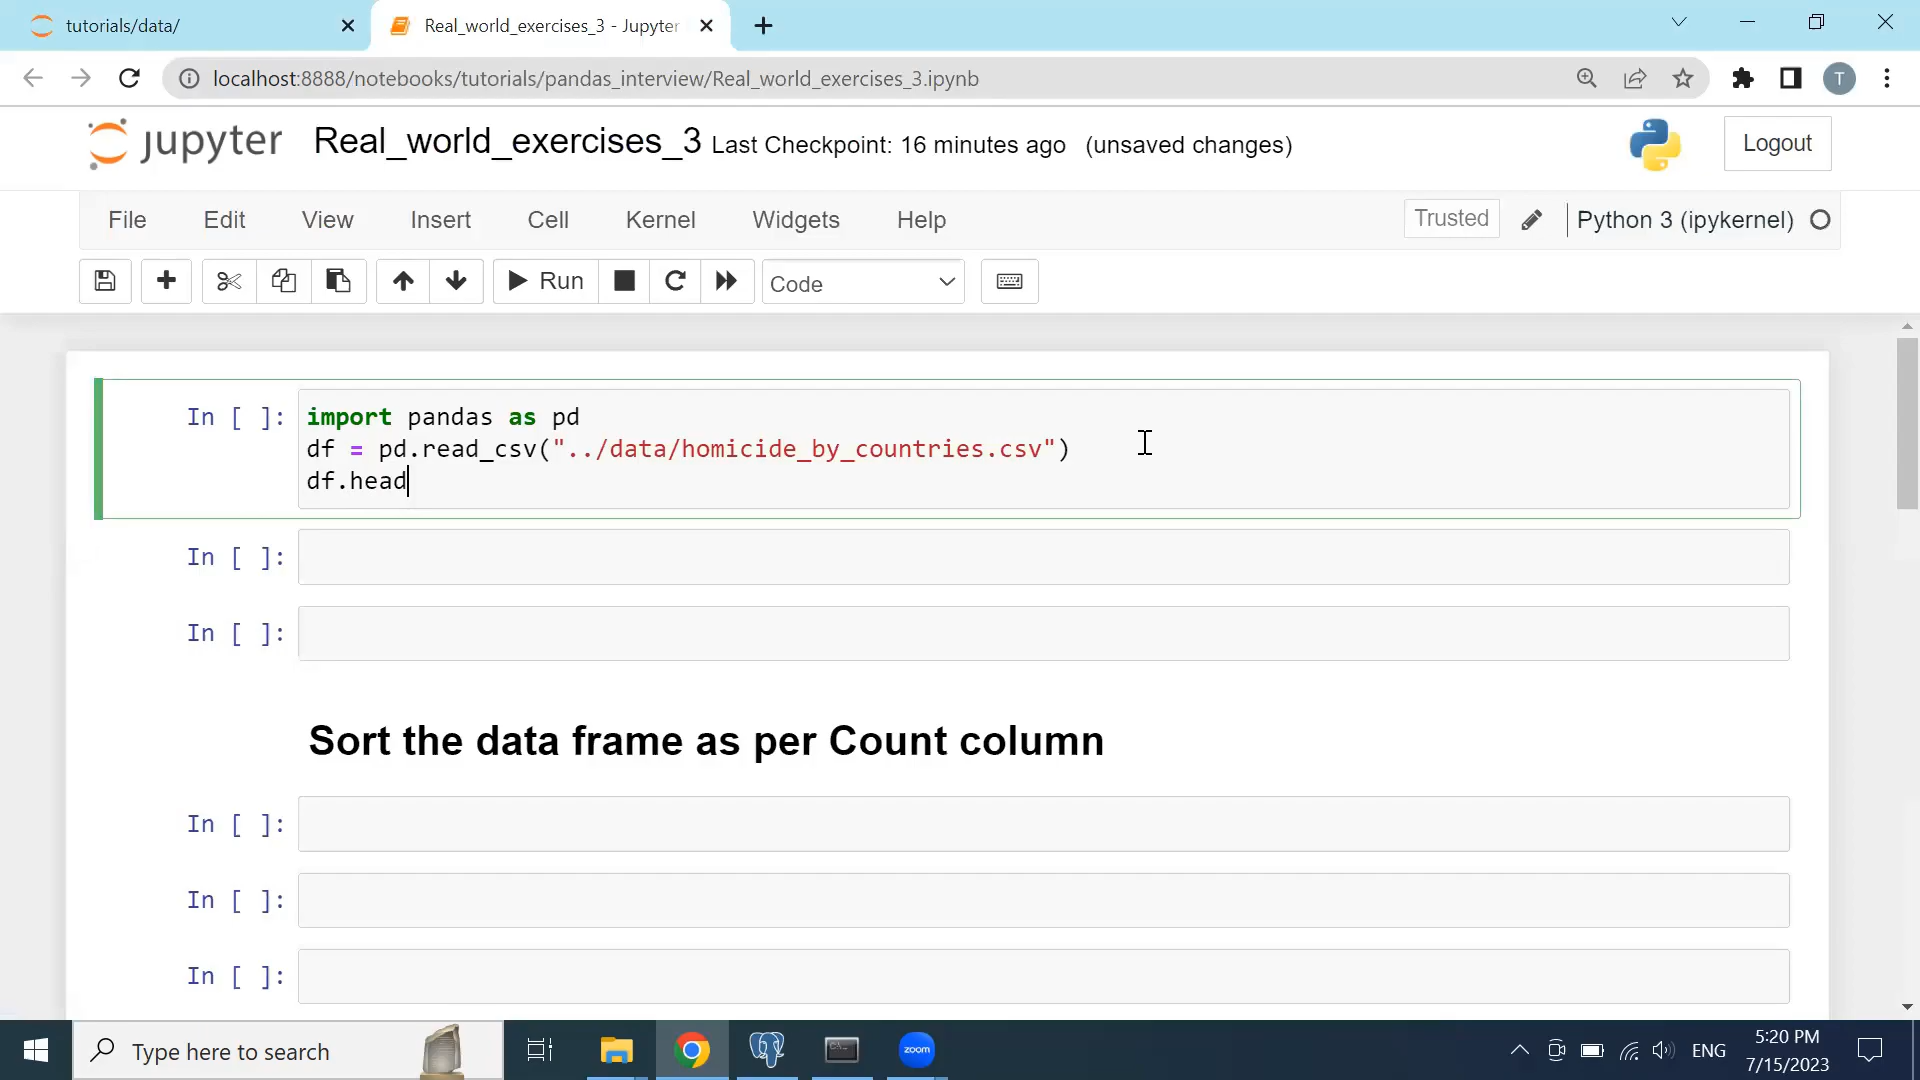 tutorials/data/
Real_world_exercises_3 - Jupyter
localhost:8888/notebooks/tutorials/pandas_interview/Real_world_exercises_3.ipynb
T
jupyter Real_world_exercises_3 Last Checkpoint: 16 minutes ago (unsaved changes)
Logout
File Edit View Insert Cell Kernel Widgets Help
Trusted
Python 3 (ipykernel)
Run
Code
In [ ]:
import pandas as pd
df = pd.read_csv("../data/homicide_by_countries.csv")
df.head
In [ ]:
In [ ]:
Sort the data frame as per Count column
In [ ]:
In [ ]:
In [ ]:
Type here to search
zoom
ENG
5:20 PM
7/15/2023